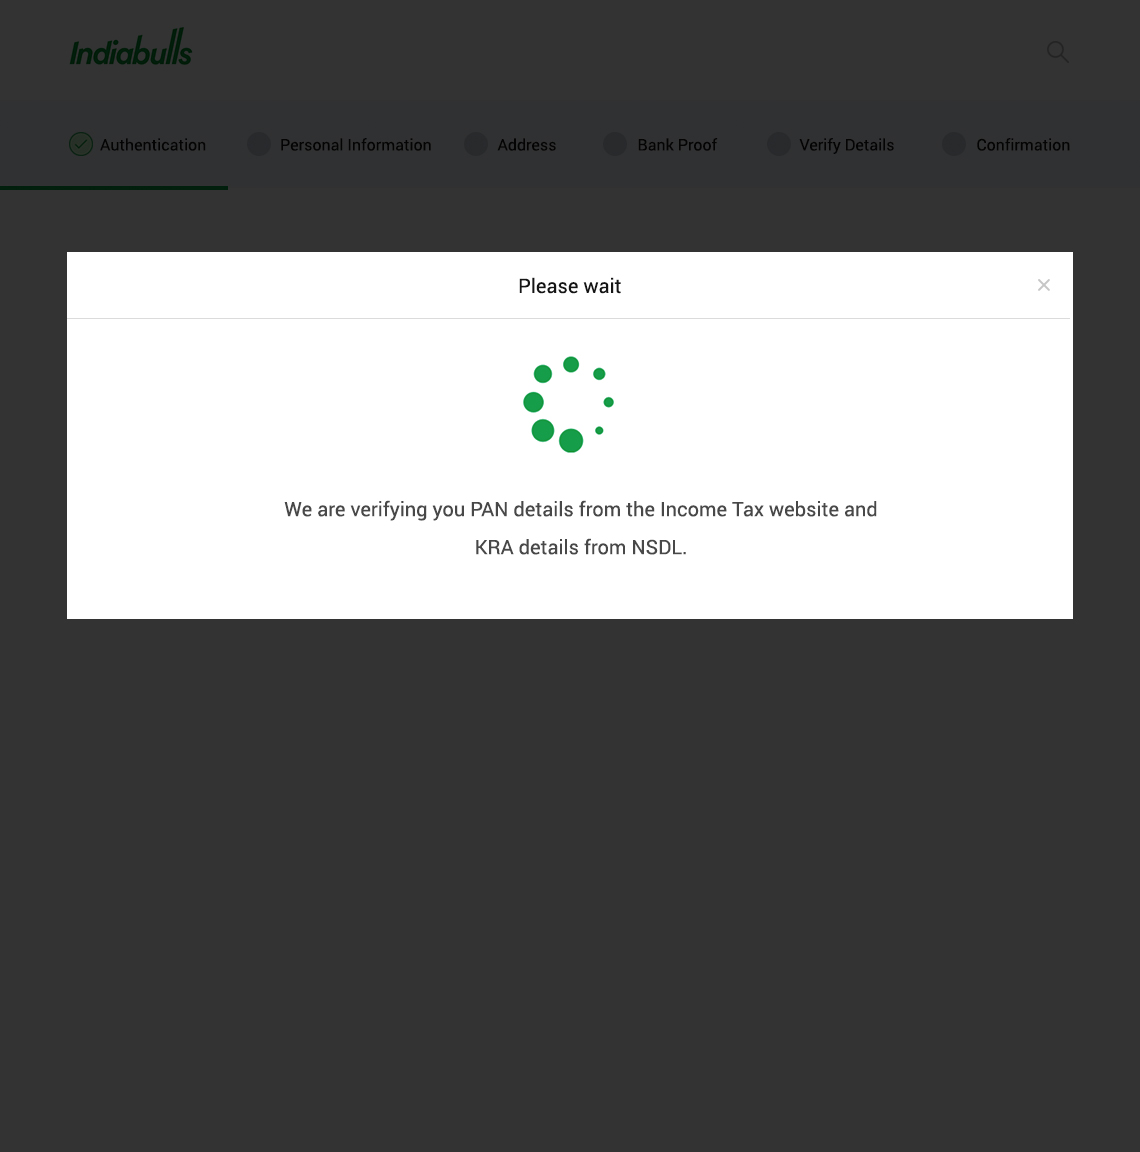 Indiabulls
Authentication Personal Information Address Bank Proof Verify Details Confirmation
Please wait
We are verifying you PAN details from the Income Tax website and
KRA details from NSDL.